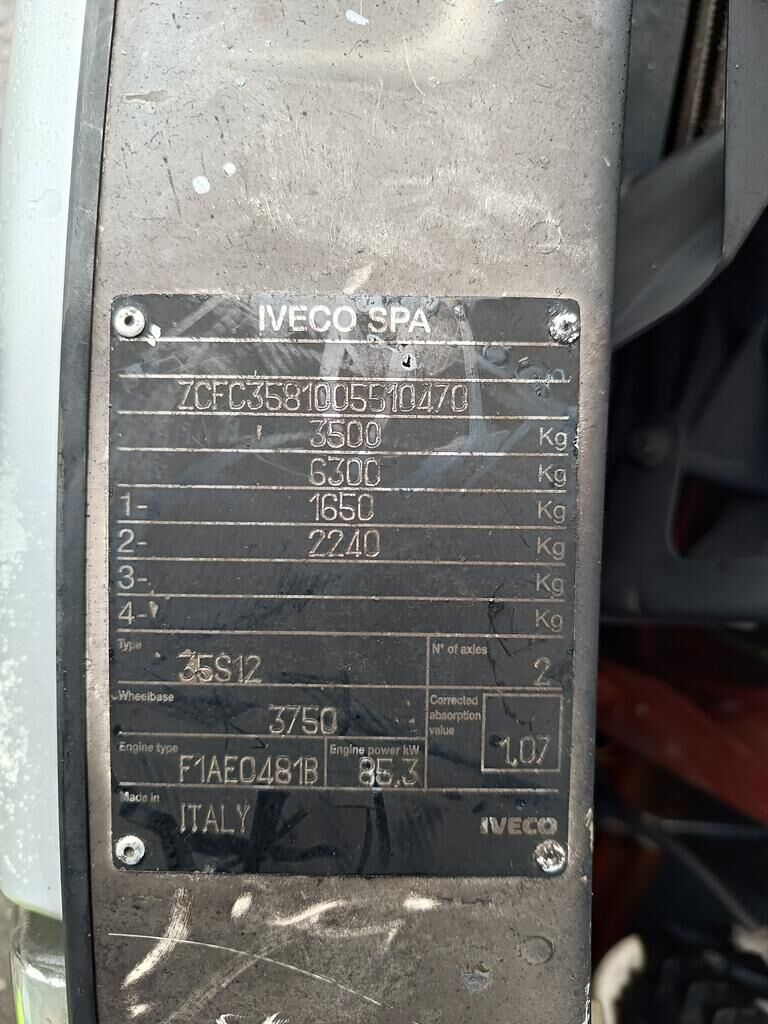 IVECO SPA
ZCFC3581005510470
3500 Kg
6300 Kg
1- 1650 Kg
2- 2240 Kg
3- Kg
4- Kg
Type 35S12 N° of axles 2
Wheelbase 3750 Corrected absorption value 1,07
Engine type F1AE0481B Engine power kW 85,3
Made in ITALY IVECO